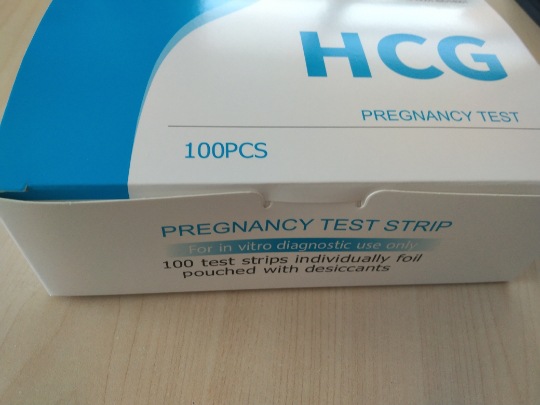 HCG
PREGNANCY TEST
100PCS
PREGNANCY TEST STRIP
For in vitro diagnostic use only
100 test strips individually foil
pouched with desiccants